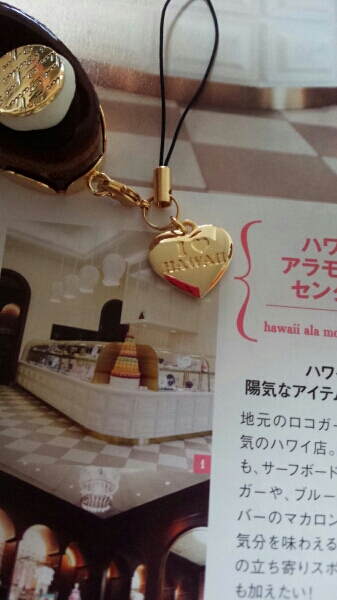 I ♡
HAWAII
ハワ
アラモ
セン
hawaii ala mo
ハワ
陽気なアイテ
地元のロコガー
気のハワイ店。
も、サーフボード
ガーや、ブルー
バーのマカロン
気分を味わえる
の立ち寄りスポ
も加えたい!
1